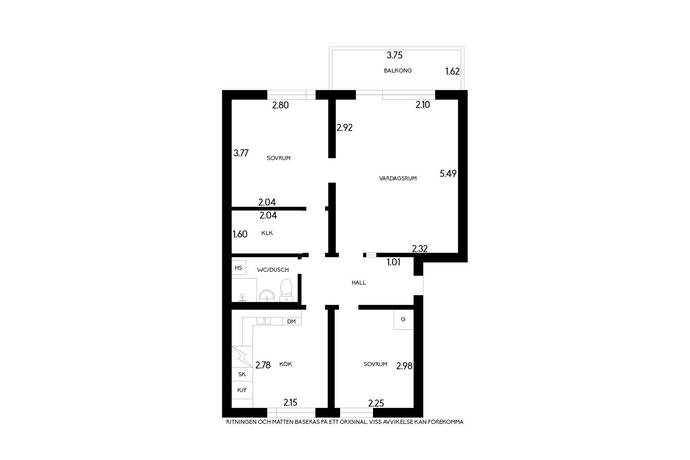 3.75
BALKONG
1.62
2.80
2.10
2.92
3.77
SOVRUM
5.49
VARDAGSRUM
2.04
2.04
1.60
KLK
2.32
1.01
HS
WC/DUSCH
HALL
DM
G
2.78
KÖK
SOVRUM
2.98
SK
K/F
2.15
2.25
RITNINGEN OCH MÅTTEN BASERAS PÅ ETT ORIGINAL. VISS AVVIKELSE KAN FÖREKOMMA